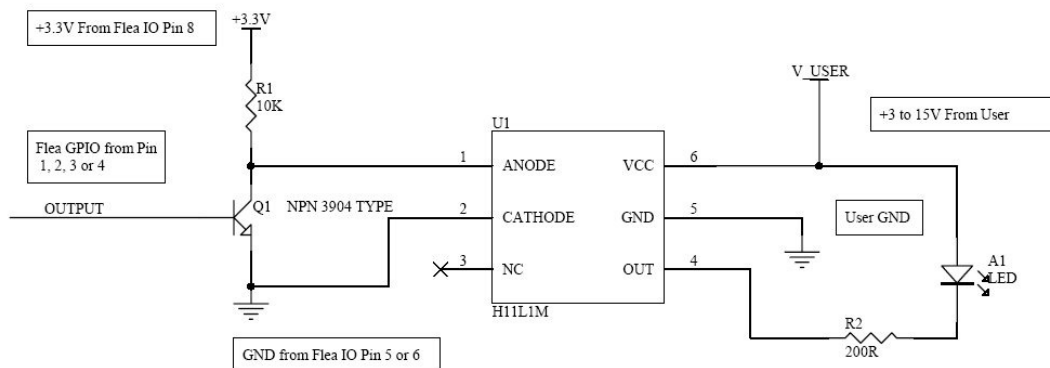 +3.3V From Flea IO Pin 8
+3.3V
R1
10K
V_USER
+3 to 15V From User
Flea GPIO from Pin
1, 2, 3 or 4
OUTPUT
Q1
NPN 3904 TYPE
U1
1
ANODE
VCC
6
2
CATHODE
GND
5
3
NC
OUT
4
H11L1M
User GND
A1
LED
R2
200R
GND from Flea IO Pin 5 or 6